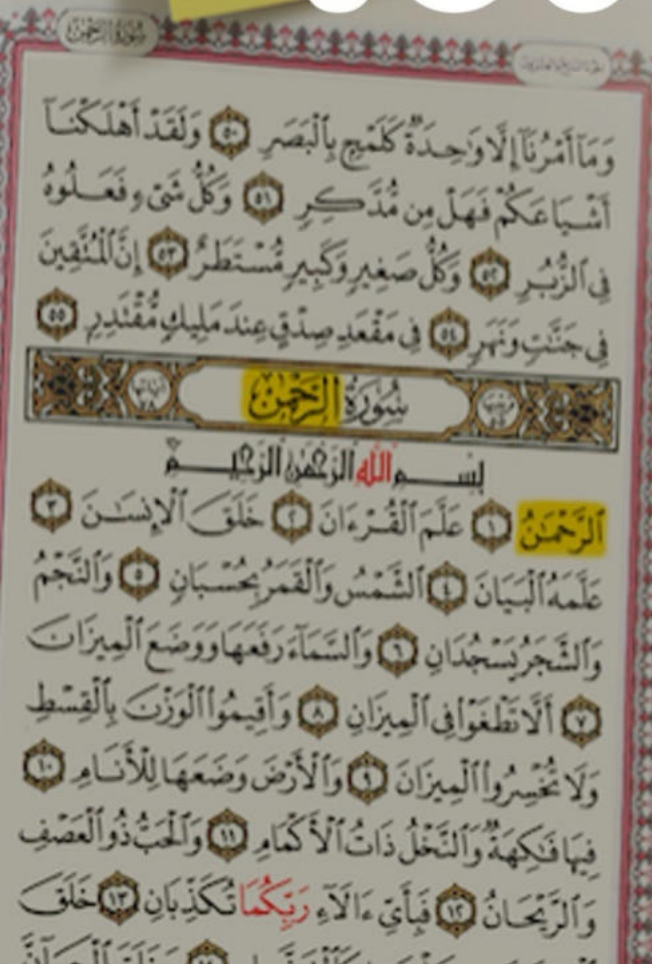 سُورَةُ الرَّحْمَٰن
وَمَآ أَمْرُنَآ إِلَّا وَٰحِدَةٌ كَلَمْحٍۭ بِٱلْبَصَرِ ٥٠ وَلَقَدْ أَهْلَكْنَآ
أَشْيَاعَكُمْ فَهَلْ مِن مُّدَّكِرٍ ٥١ وَكُلُّ شَىْءٍ فَعَلُوهُ
فِى ٱلزُّبُرِ ٥٢ وَكُلُّ صَغِيرٍ وَكَبِيرٍ مُّسْتَطَرٌ ٥٣ إِنَّ ٱلْمُتَّقِينَ
فِى جَنَّٰتٍ وَنَهَرٍ ٥٤ فِى مَقْعَدِ صِدْقٍ عِندَ مَلِيكٍ مُّقْتَدِرٍۭ ٥٥
سُورَةُ الرَّحْمَٰن
بِسْمِ ٱللَّهِ ٱلرَّحْمَٰنِ ٱلرَّحِيمِ
ٱلرَّحْمَٰنُ ١ عَلَّمَ ٱلْقُرْءَانَ ٢ خَلَقَ ٱلْإِنسَٰنَ ٣
عَلَّمَهُ ٱلْبَيَانَ ٤ ٱلشَّمْسُ وَٱلْقَمَرُ بِحُسْبَانٍ ٥ وَٱلنَّجْمُ
وَٱلشَّجَرُ يَسْجُدَانِ ٦ وَٱلسَّمَآءَ رَفَعَهَا وَوَضَعَ ٱلْمِيزَانَ
٧ أَلَّا تَطْغَوْا۟ فِى ٱلْمِيزَانِ ٨ وَأَقِيمُوا۟ ٱلْوَزْنَ بِٱلْقِسْطِ
وَلَا تُخْسِرُوا۟ ٱلْمِيزَانَ ٩ وَٱلْأَرْضَ وَضَعَهَا لِلْأَنَامِ ١٠
فِيهَا فَٰكِهَةٌ وَٱلنَّخْلُ ذَاتُ ٱلْأَكْمَامِ ١١ وَٱلْحَبُّ ذُو ٱلْعَصْفِ
وَٱلرَّيْحَانُ ١٢ فَبِأَىِّ ءَالَآءِ رَبِّكُمَا تُكَذِّبَانِ ١٣ خَلَقَ